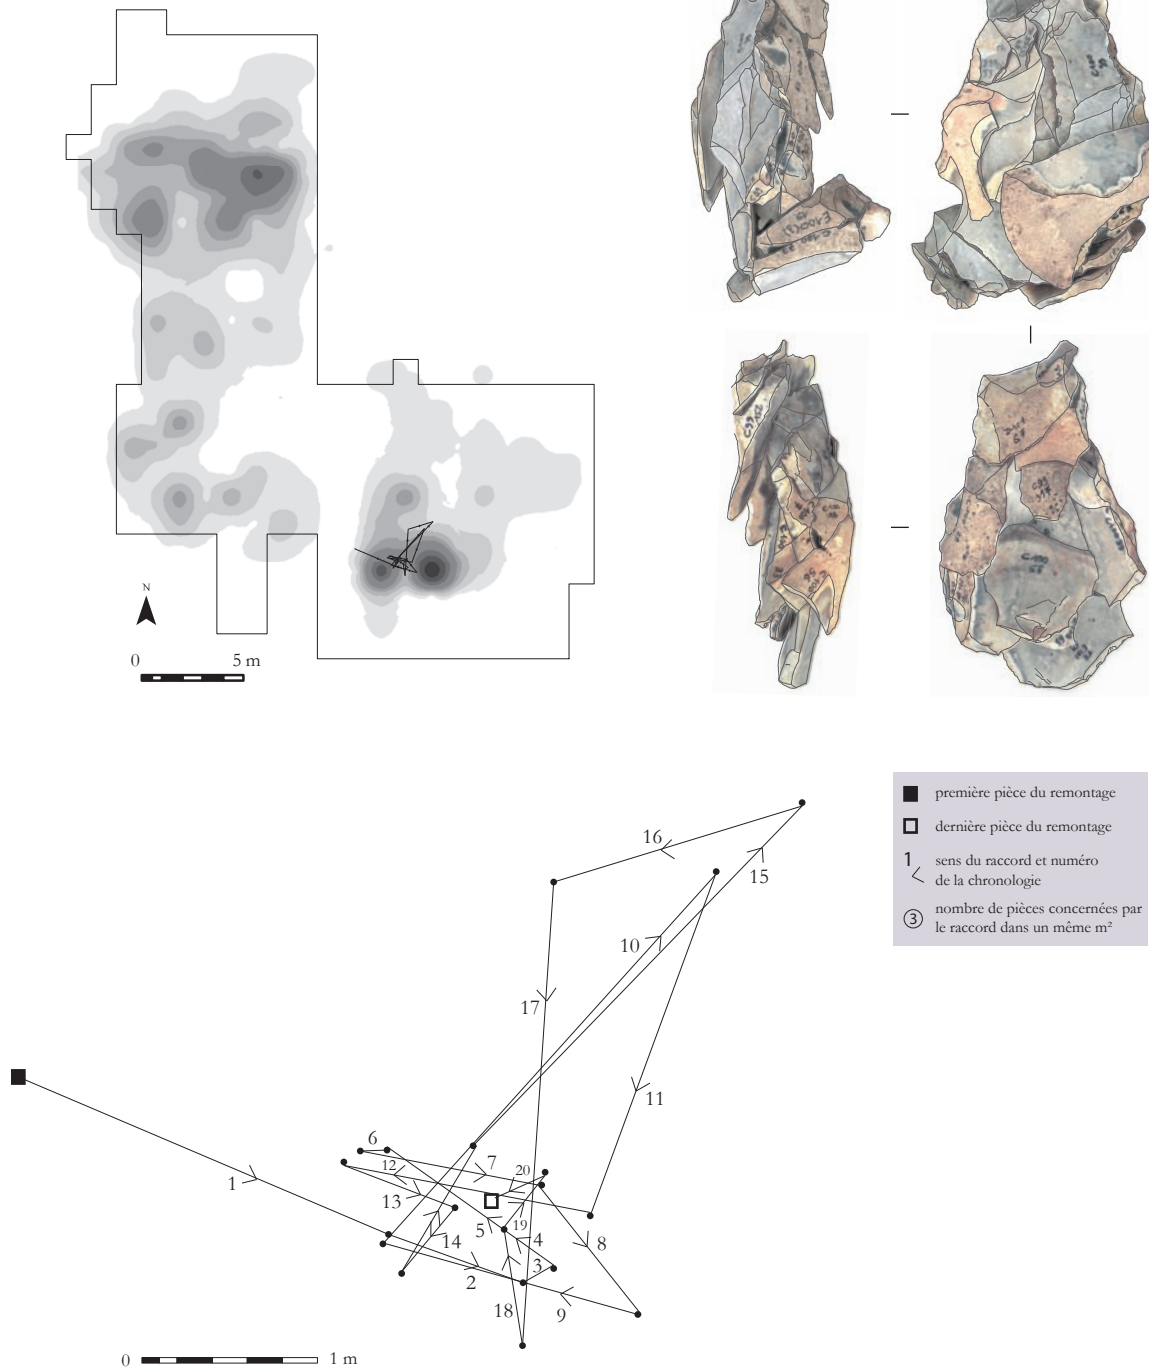 N
0
5 m
première pièce du remontage
dernière pièce du remontage
1
sens du raccord et numéro
de la chronologie
3
nombre de pièces concernées par
le raccord dans un même m²
16
15
10
17
11
6
12
7
20
1
13
5
19
4
8
14
2
3
9
18
0
1 m